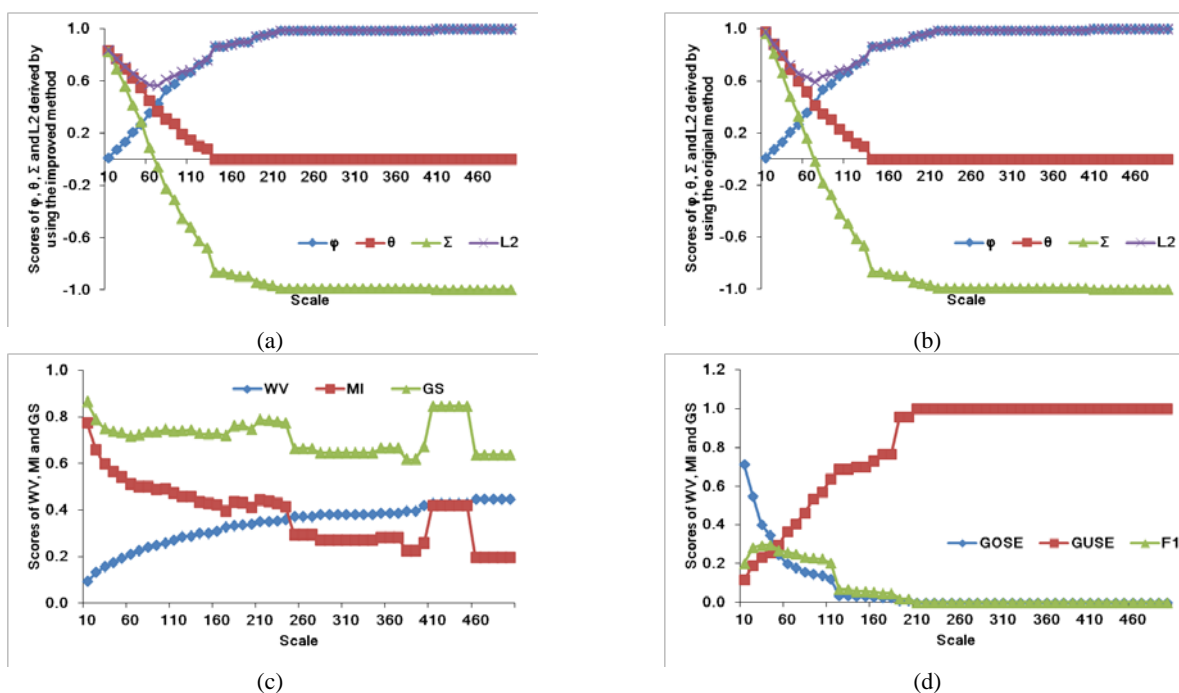 Scores of φ, θ, Σ and L2 derived by
using the improved method
1.0
0.6
0.2
-0.2
-0.6
-1.0
10 60 110 160 210 260 310 360 410 460
φ θ Σ L2
Scale
(a)
Scores of φ, θ, Σ and L2 derived by
using the original method
1.0
0.6
0.2
-0.2
-0.6
-1.0
10 60 110 160 210 260 310 360 410 460
φ θ Σ L2
Scale
(b)
Scores of WV, MI and GS
1.0
0.8
0.6
0.4
0.2
0.0
WV MI GS
10 60 110 160 210 260 310 360 410 460
Scale
(c)
Scores of WV, MI and GS
1.2
1.0
0.8
0.6
0.4
0.2
0.0
GOSE GUSE F1
10 60 110 160 210 260 310 360 410 460
Scale
(d)